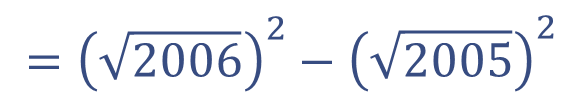 = (√2006)² − (√2005)²